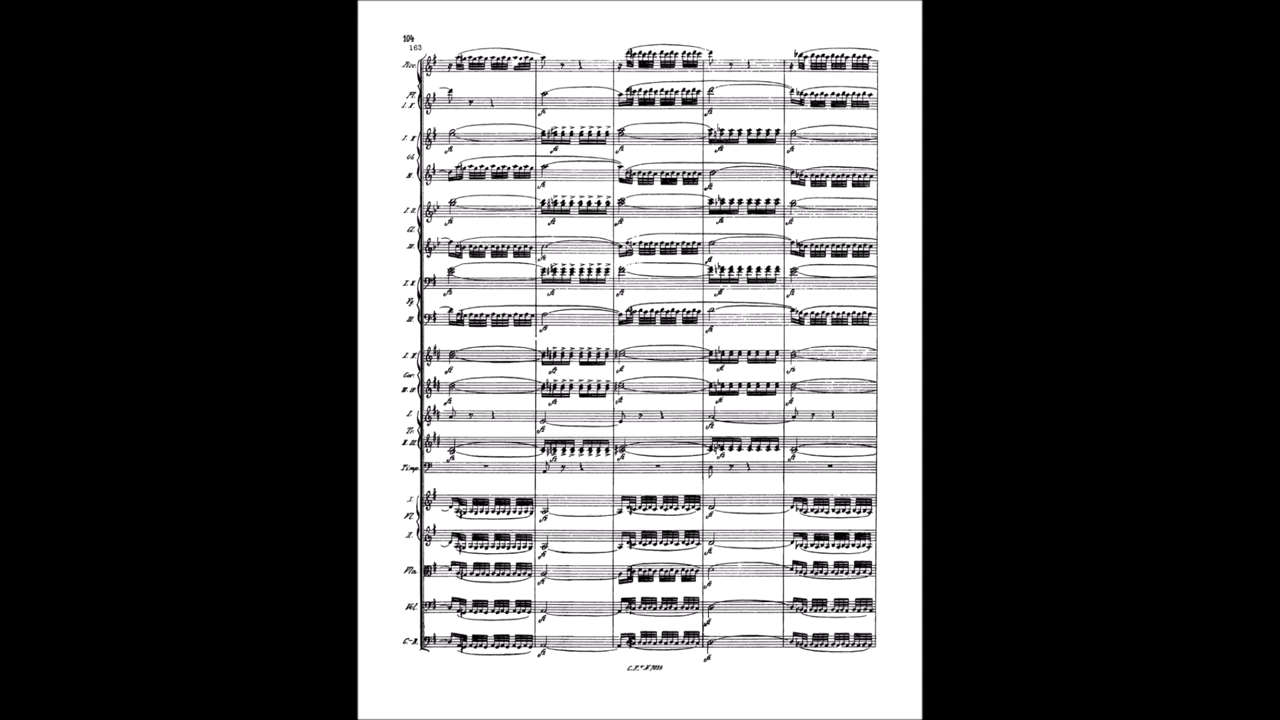 104
163
Picc.
Fl.
I. II.
I. II.
Ob.
III.
I. II.
Cl.
III.
I. II.
Fg.
III.
I. II.
Cor.
III. IV.
I.
Tr.
II. III.
Timp.
I.
Vl.
II.
Vla.
Vcl.
C-B.